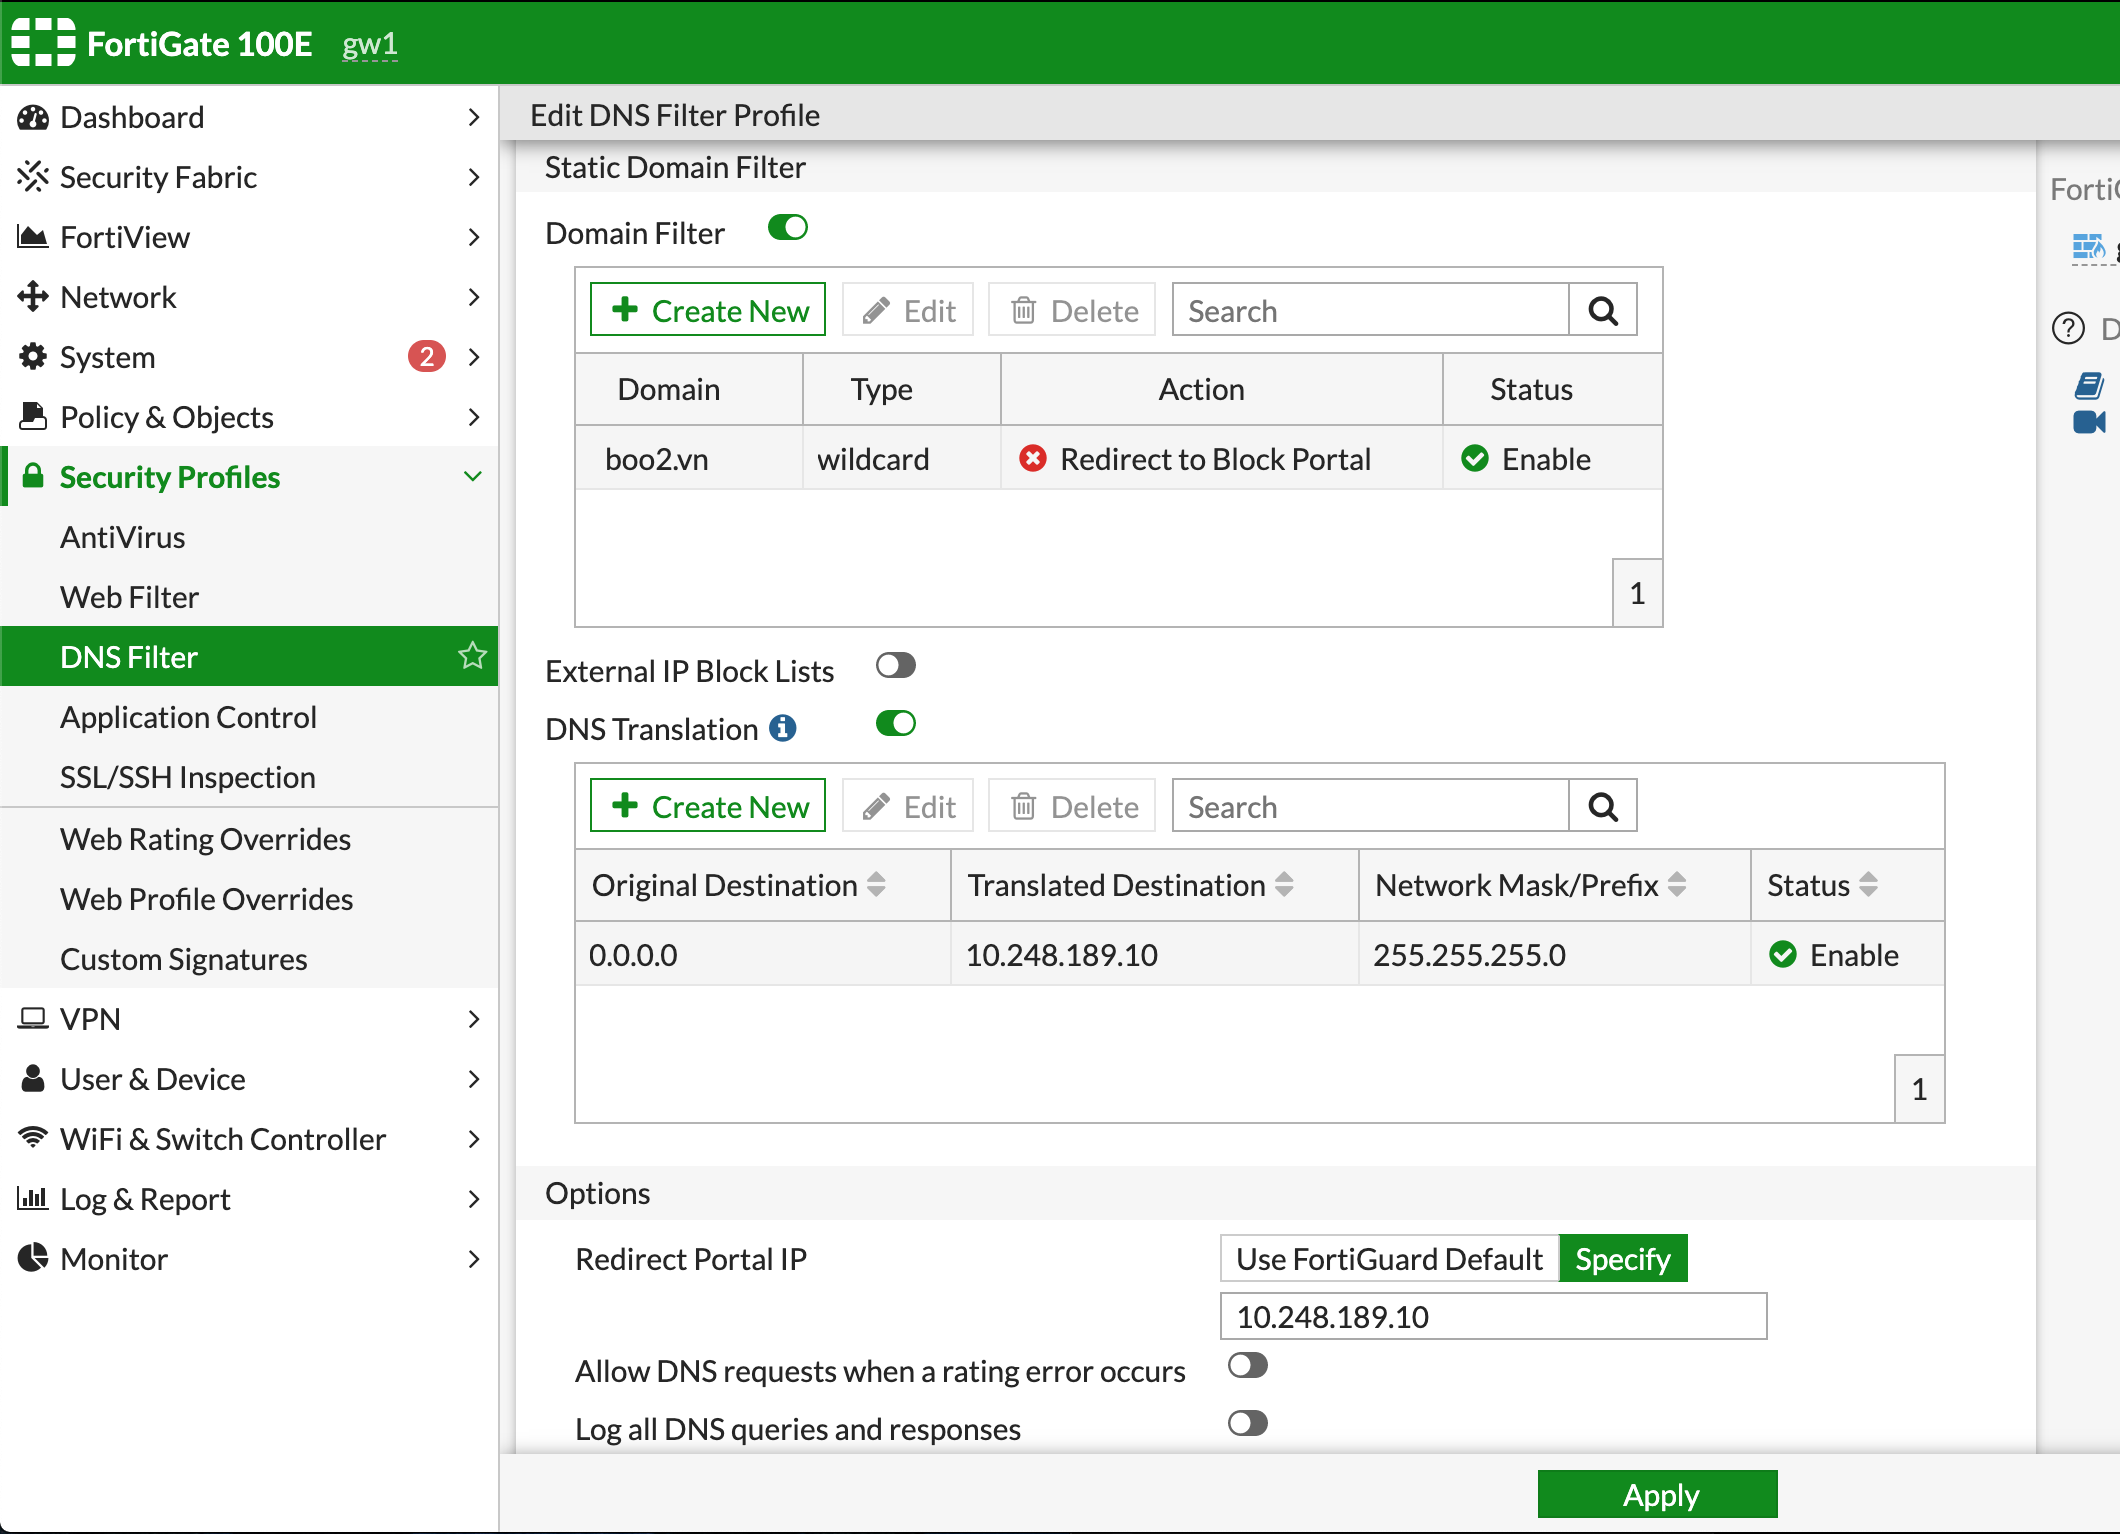 FortiGate 100E gw1
Dashboard
Security Fabric
FortiView
Network
System 2
Policy & Objects
Security Profiles
AntiVirus
Web Filter
DNS Filter
Application Control
SSL/SSH Inspection
Web Rating Overrides
Web Profile Overrides
Custom Signatures
VPN
User & Device
WiFi & Switch Controller
Log & Report
Monitor
Edit DNS Filter Profile
Static Domain Filter
Domain Filter
Create New Edit Delete Search
Domain Type Action Status
boo2.vn wildcard Redirect to Block Portal Enable
1
External IP Block Lists
DNS Translation
Create New Edit Delete Search
Original Destination Translated Destination Network Mask/Prefix Status
0.0.0.0 10.248.189.10 255.255.255.0 Enable
1
Options
Redirect Portal IP Use FortiGuard Default Specify
10.248.189.10
Allow DNS requests when a rating error occurs
Log all DNS queries and responses
Apply